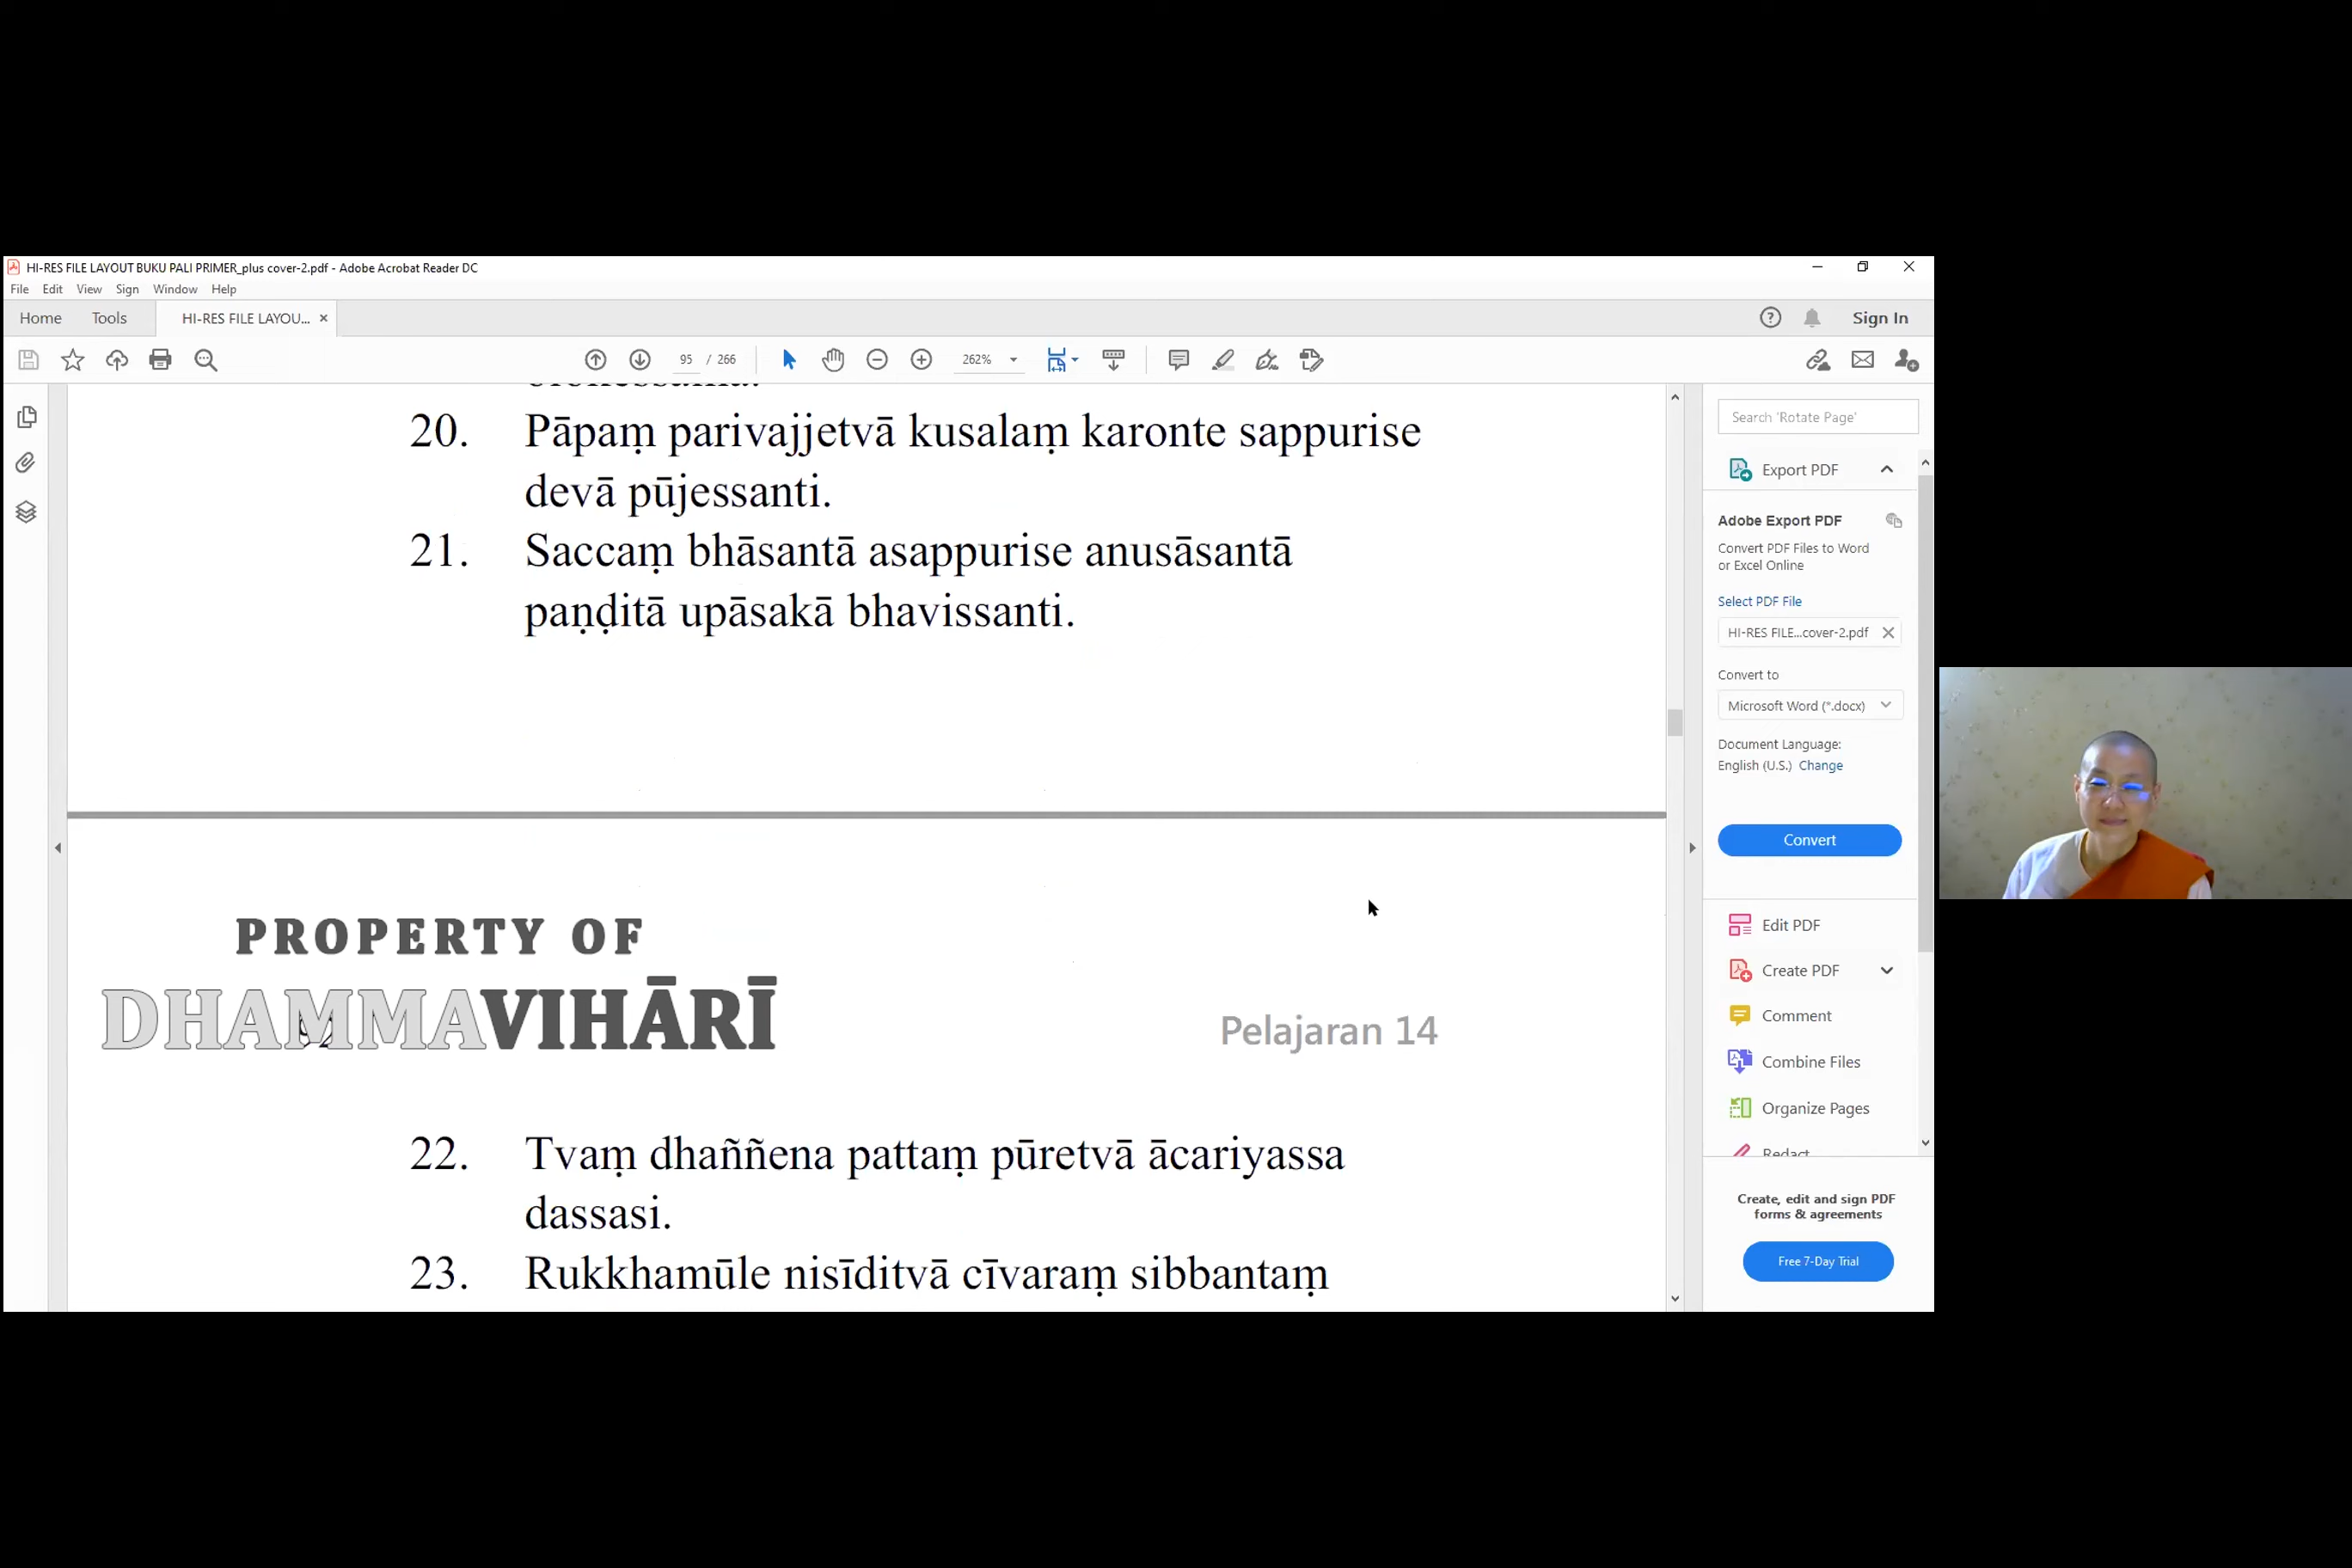 HI-RES FILE LAYOUT BUKU PALI PRIMER_plus cover-2.pdf - Adobe Acrobat Reader DC
File Edit View Sign Window Help
Home Tools HI-RES FILE LAYOU... × Sign In
95 / 266 262%
20. Pāpaṃ parivajjetvā kusalaṃ karonte sappurise
devā pūjessanti.
21. Saccaṃ bhāsantā asappurise anusāsantā
paṇḍitā upāsakā bhavissanti.
PROPERTY OF
DHAMMAVIHĀRĪ
Pelajaran 14
22. Tvaṃ dhaññena pattaṃ pūretvā ācariyassa
dassasi.
23. Rukkhamūle nisīditvā cīvaraṃ sibbantaṃ
Search 'Rotate Page'
Export PDF
Adobe Export PDF
Convert PDF Files to Word
or Excel Online
Select PDF File
HI-RES FILE...cover-2.pdf
Convert to
Microsoft Word (*.docx)
Document Language:
English (U.S.) Change
Convert
Edit PDF
Create PDF
Comment
Combine Files
Organize Pages
Redact
Create, edit and sign PDF
forms & agreements
Free 7-Day Trial